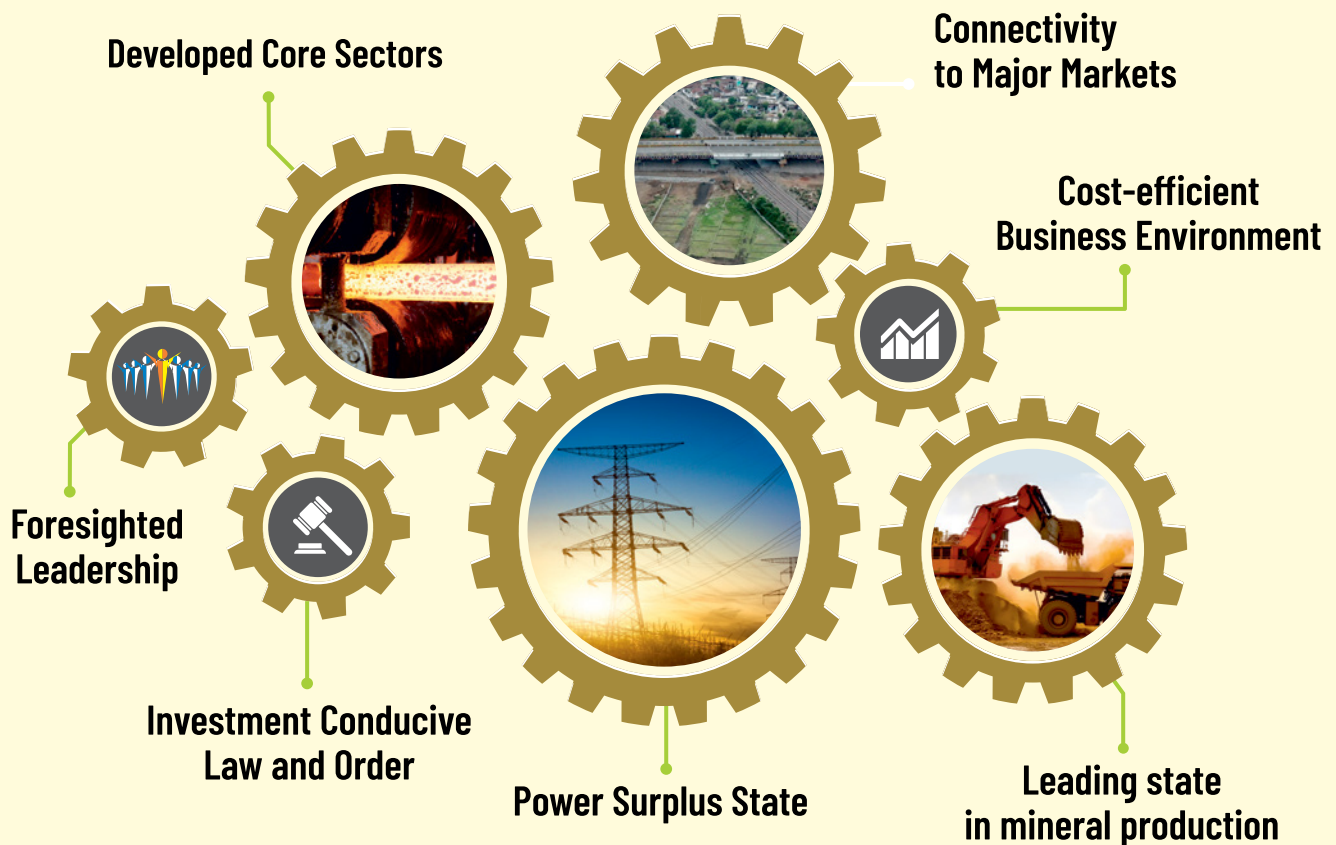 Developed Core Sectors
Connectivity
to Major Markets
Cost-efficient
Business Environment
Foresighted
Leadership
Investment Conducive
Law and Order
Power Surplus State
Leading state
in mineral production